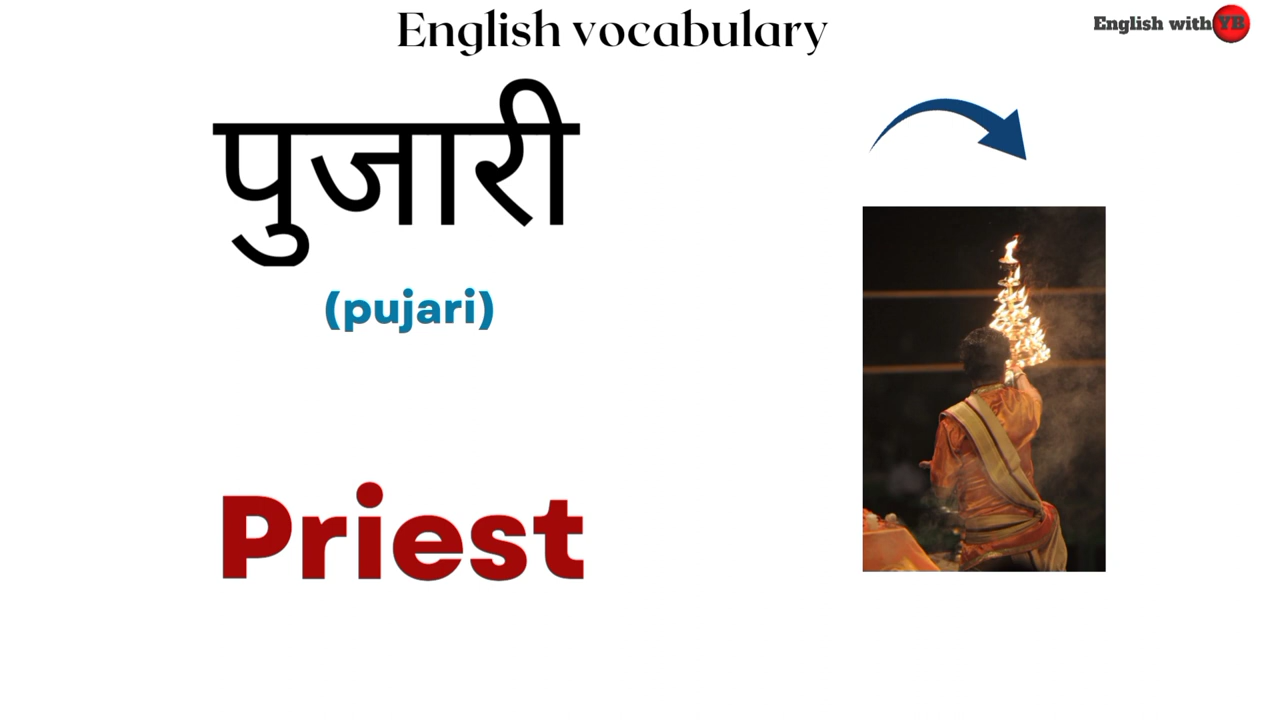 English vocabulary
English with YB
पुजारी
(pujari)
Priest